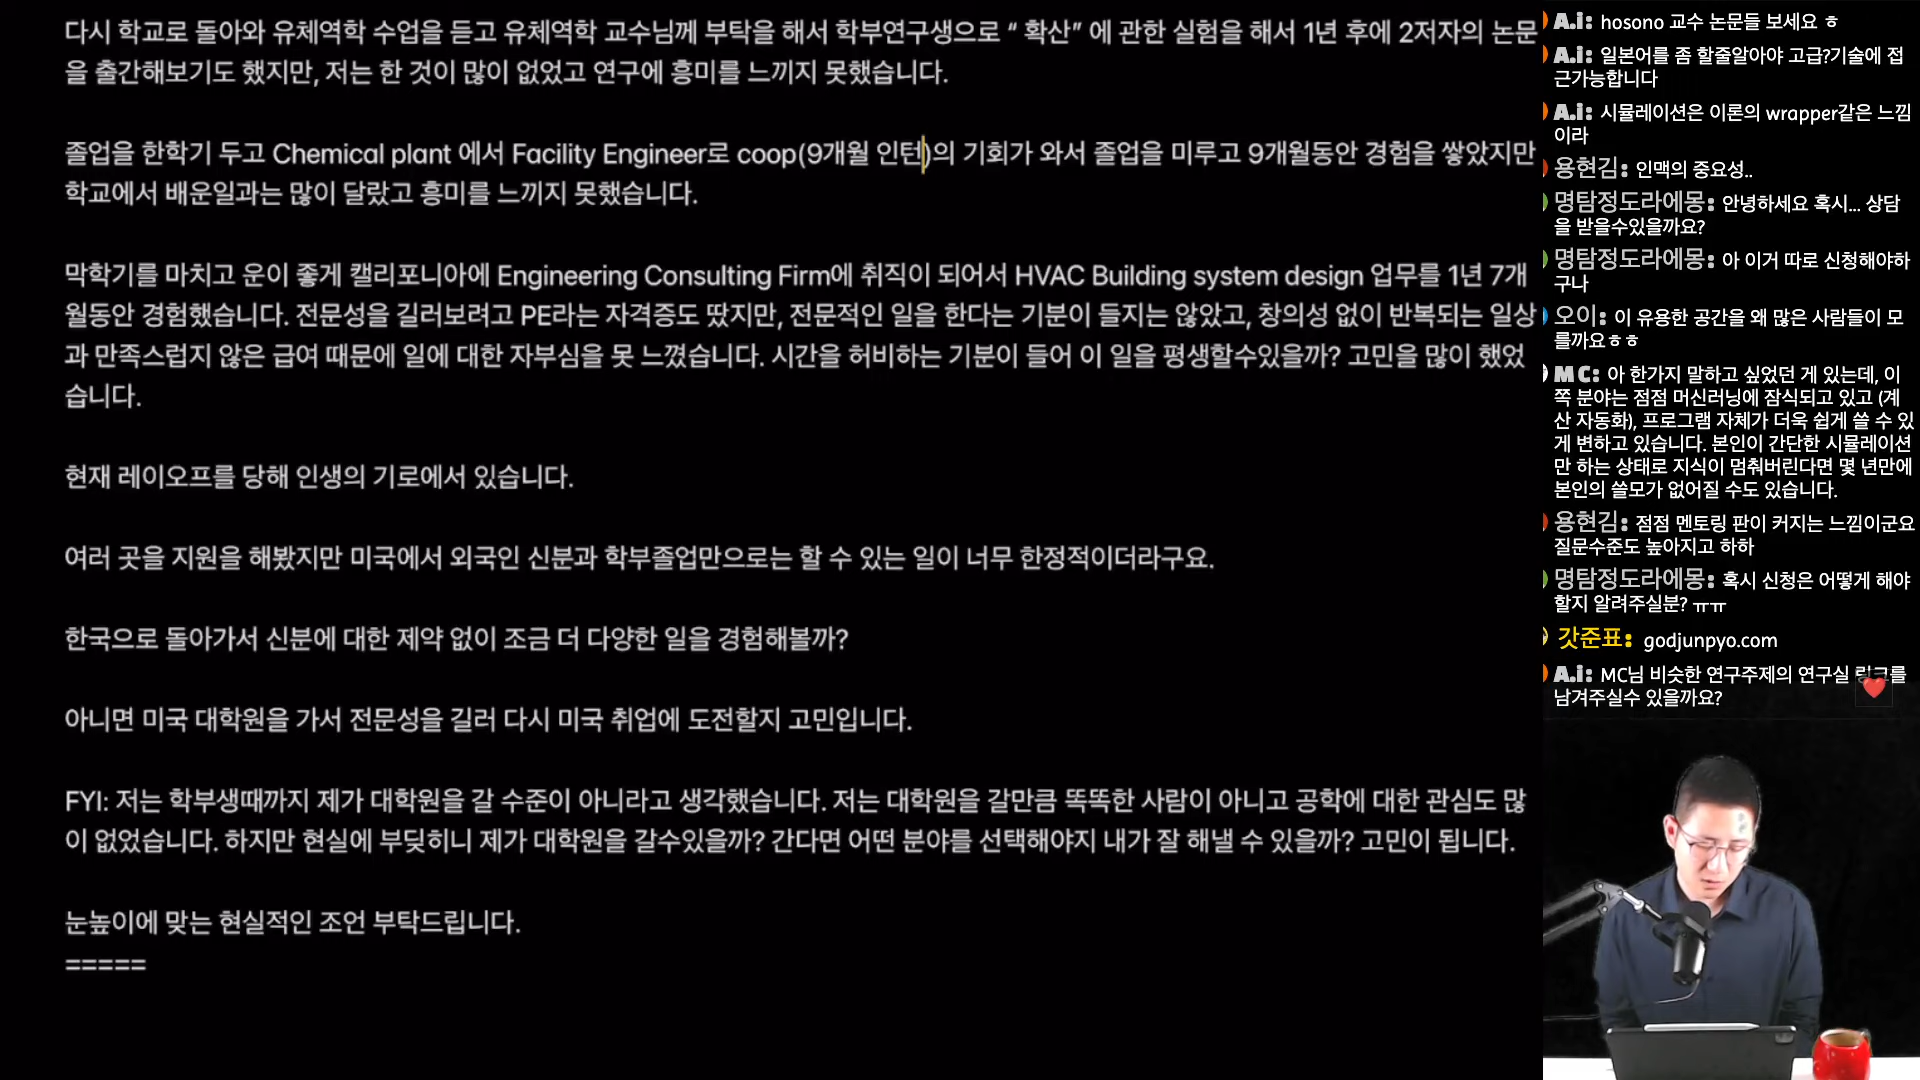 다시 학교로 돌아와 유체역학 수업을 듣고 유체역학 교수님께 부탁을 해서 학부연구생으로 “ 확산” 에 관한 실험을 해서 1년 후에 2저자의 논문
을 출간해보기도 했지만, 저는 한 것이 많이 없었고 연구에 흥미를 느끼지 못했습니다.
졸업을 한학기 두고 Chemical plant 에서 Facility Engineer로 coop(9개월 인턴)의 기회가 와서 졸업을 미루고 9개월동안 경험을 쌓았지만
학교에서 배운일과는 많이 달랐고 흥미를 느끼지 못했습니다.
막학기를 마치고 운이 좋게 캘리포니아에 Engineering Consulting Firm에 취직이 되어서 HVAC Building system design 업무를 1년 7개
월동안 경험했습니다. 전문성을 길러보려고 PE라는 자격증도 땄지만, 전문적인 일을 한다는 기분이 들지는 않았고, 창의성 없이 반복되는 일상
과 만족스럽지 않은 급여 때문에 일에 대한 자부심을 못 느꼈습니다. 시간을 허비하는 기분이 들어 이 일을 평생할수있을까? 고민을 많이 했었
습니다.
현재 레이오프를 당해 인생의 기로에서 있습니다.
여러 곳을 지원을 해봤지만 미국에서 외국인 신분과 학부졸업만으로는 할 수 있는 일이 너무 한정적이더라구요.
한국으로 돌아가서 신분에 대한 제약 없이 조금 더 다양한 일을 경험해볼까?
아니면 미국 대학원을 가서 전문성을 길러 다시 미국 취업에 도전할지 고민입니다.
FYI: 저는 학부생때까지 제가 대학원을 갈 수준이 아니라고 생각했습니다. 저는 대학원을 갈만큼 똑똑한 사람이 아니고 공학에 대한 관심도 많
이 없었습니다. 하지만 현실에 부딪히니 제가 대학원을 갈수있을까? 간다면 어떤 분야를 선택해야지 내가 잘 해낼 수 있을까? 고민이 됩니다.
눈높이에 맞는 현실적인 조언 부탁드립니다.
=====
A.i: hosono 교수 논문들 보세요 ㅎ
A.i: 일본어를 좀 할줄알아야 고급?기술에 접
근가능합니다
A.i: 시뮬레이션은 이론의 wrapper같은 느낌
이라
용현김: 인맥의 중요성..
명탐정도라에몽: 안녕하세요 혹시... 상담
을 받을수있을까요?
명탐정도라에몽: 아 이거 따로 신청해야하
구나
오이: 이 유용한 공간을 왜 많은 사람들이 모
를까요ㅎㅎ
M C: 아 한가지 말하고 싶었던 게 있는데, 이
쪽 분야는 점점 머신러닝에 잠식되고 있고 (계
산 자동화), 프로그램 자체가 더욱 쉽게 쓸 수 있
게 변하고 있습니다. 본인이 간단한 시뮬레이션
만 하는 상태로 지식이 멈춰버린다면 몇 년만에
본인의 쓸모가 없어질 수도 있습니다.
용현김: 점점 멘토링 판이 커지는 느낌이군요
질문수준도 높아지고 하하
명탐정도라에몽: 혹시 신청은 어떻게 해야
할지 알려주실분? ㅠㅠ
갓준표: godjunpyo.com
A.i: MC님 비슷한 연구주제의 연구실 링크를
남겨주실수 있을까요?